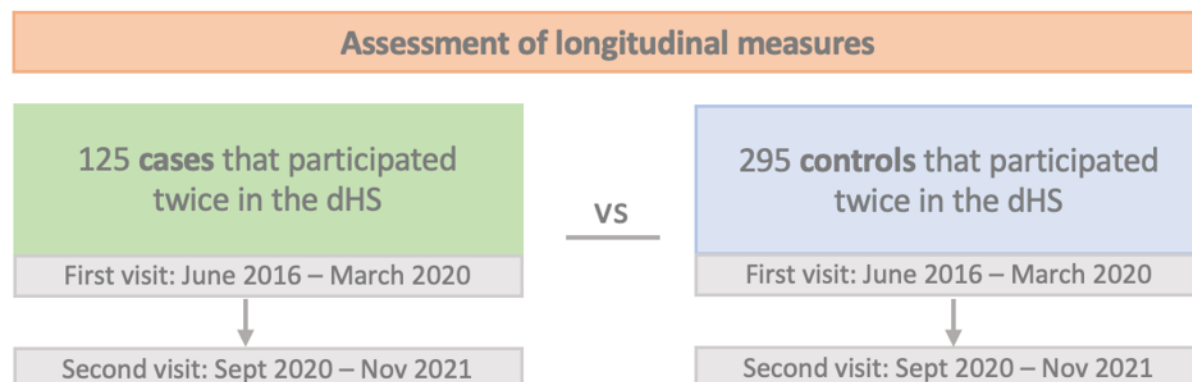 Assessment of longitudinal measures
125 cases that participated
twice in the dHS
vs
295 controls that participated
twice in the dHS
First visit: June 2016 – March 2020
First visit: June 2016 – March 2020
Second visit: Sept 2020 – Nov 2021
Second visit: Sept 2020 – Nov 2021